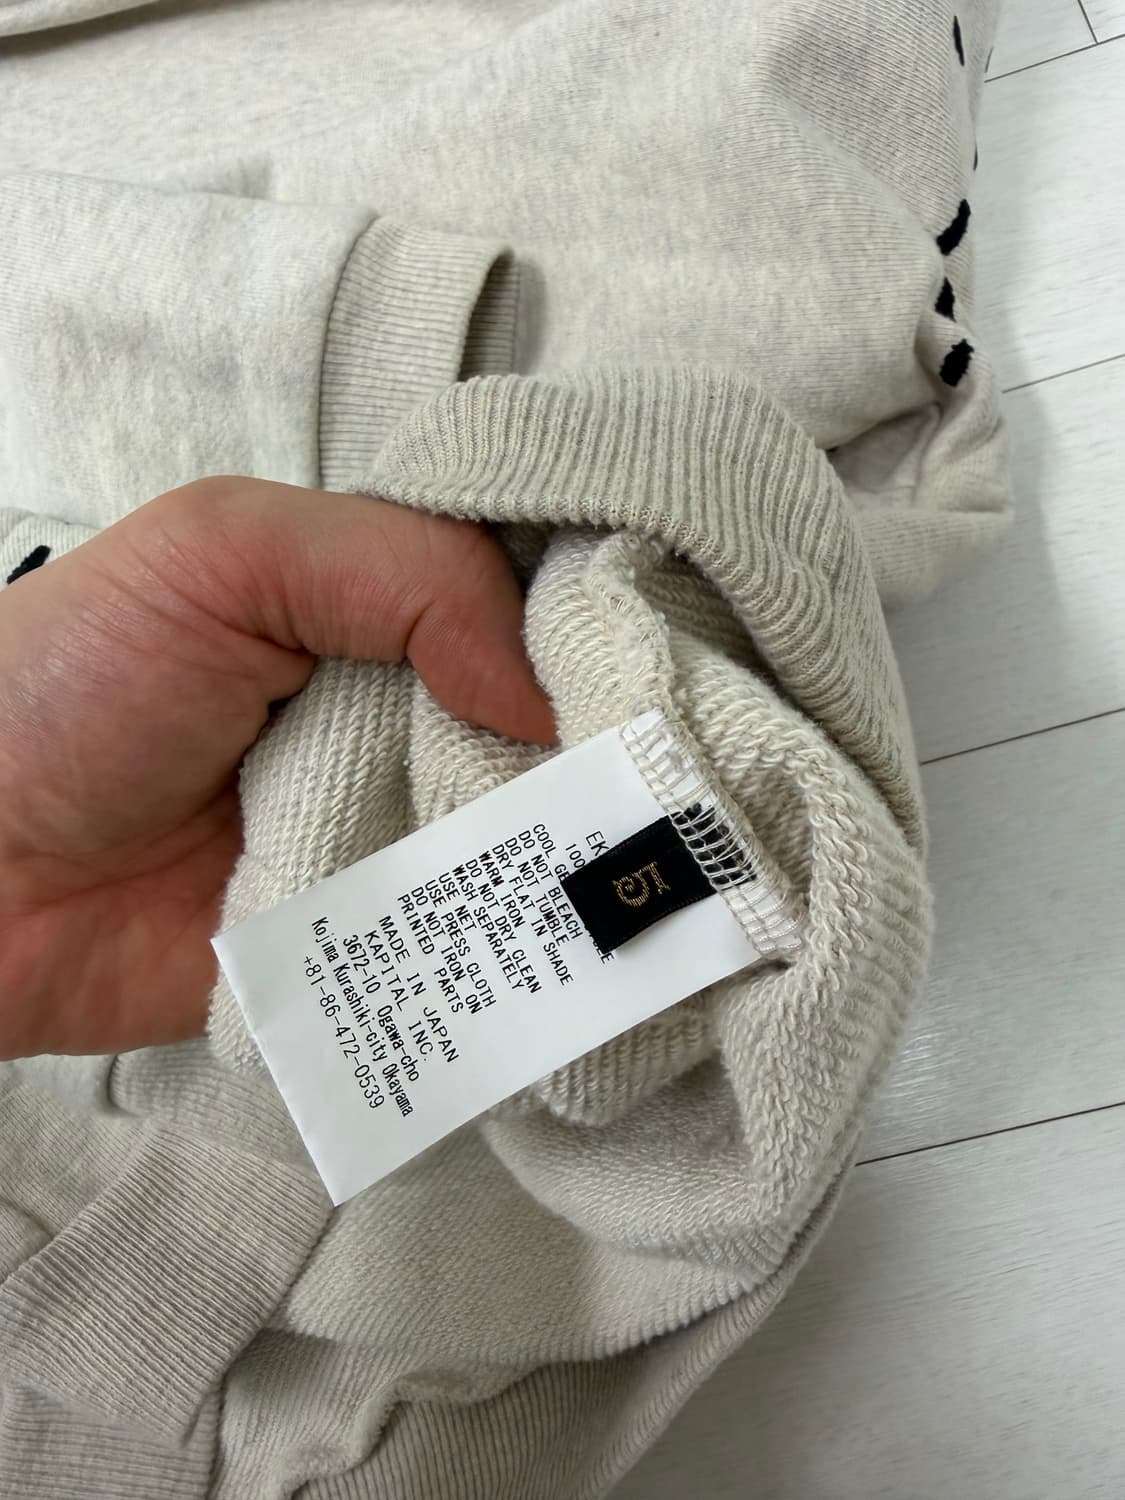 5
DO NOT BLEACH
DO NOT TUMBLE
DRY FLAT IN SHADE
WARM IRON
DO NOT DRY CLEAN
WASH SEPARATELY
USE NET
USE PRESS CLOTH
DO NOT IRON ON
PRINTED PARTS
MADE IN JAPAN
KAPITAL INC.
3672-10 Ogawa-cho
Kojima Kurashiki-city Okayama
+81-86-472-0539